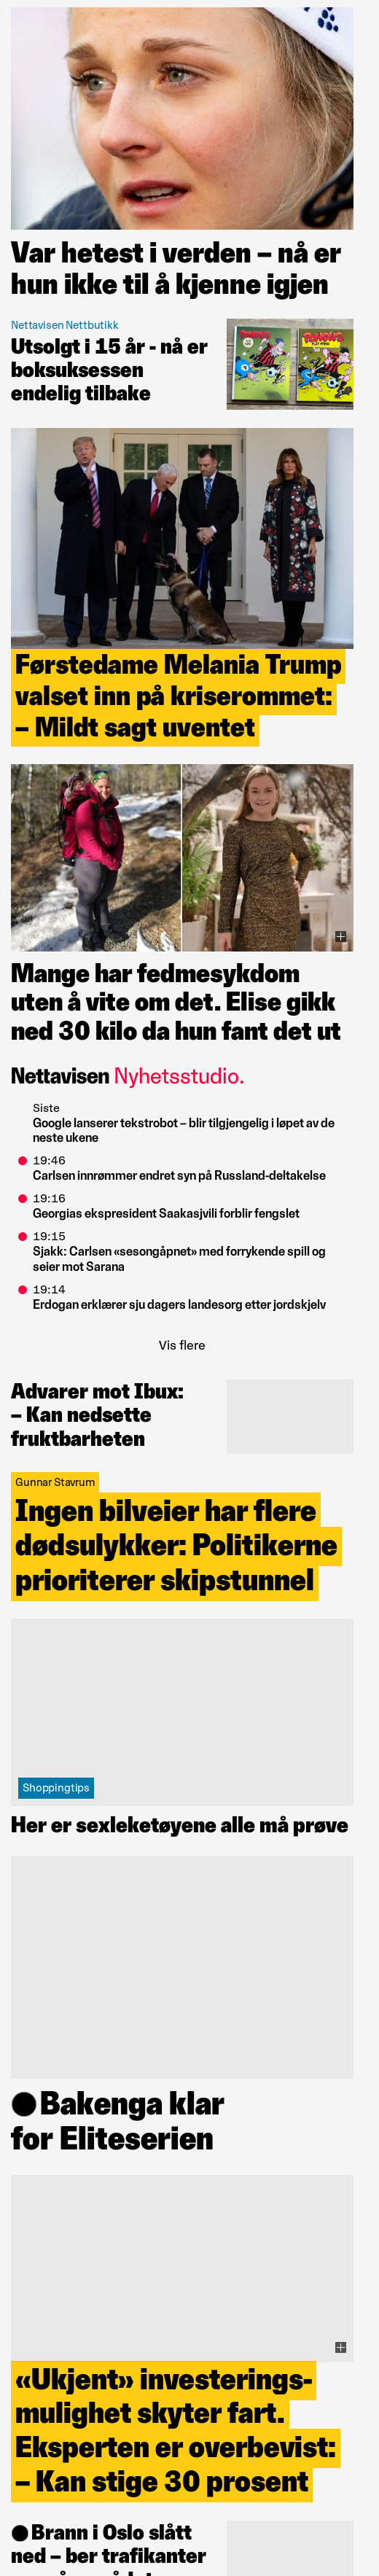 Var hetest i verden – nå er
hun ikke til å kjenne igjen
Nettavisen Nettbutikk
Utsolgt i 15 år - nå er
boksuksessen
endelig tilbake
Førstedame Melania Trump
valset inn på kriserommet:
– Mildt sagt uventet
Mange har fedmesykdom
uten å vite om det. Elise gikk
ned 30 kilo da hun fant det ut
Nettavisen Nyhetsstudio.
Siste
Google lanserer tekstrobot – blir tilgjengelig i løpet av de
neste ukene
19:46
Carlsen innrømmer endret syn på Russland-deltakelse
19:16
Georgias ekspresident Saakasjvili forblir fengslet
19:15
Sjakk: Carlsen «sesongåpnet» med forrykende spill og
seier mot Sarana
19:14
Erdogan erklærer sju dagers landesorg etter jordskjelv
Vis flere
Advarer mot Ibux:
– Kan nedsette
fruktbarheten
Gunnar Stavrum
Ingen bilveier har flere
dødsulykker: Politikerne
prioriterer skipstunnel
Shoppingtips
Her er sexleketøyene alle må prøve
Bakenga klar
for Eliteserien
«Ukjent» investerings-
mulighet skyter fart.
Eksperten er overbevist:
– Kan stige 30 prosent
Brann i Oslo slått
ned – ber trafikanter